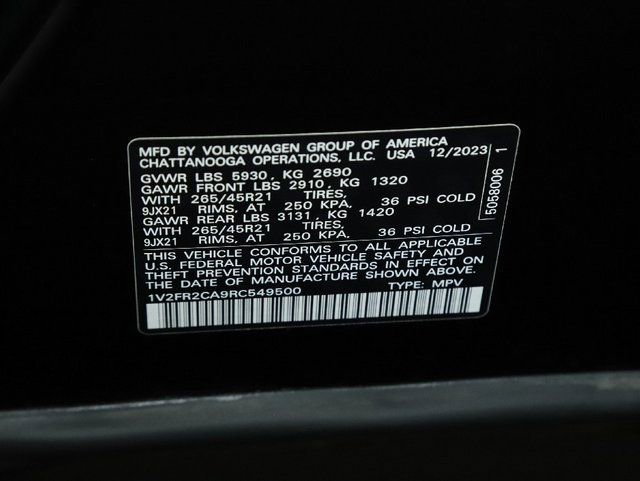 MFD BY VOLKSWAGEN GROUP OF AMERICA
CHATTANOOGA OPERATIONS, LLC. USA 12/2023
GVWR LBS 5930, KG 2690
GAWR FRONT LBS 2910, KG 1320
WITH 265/45R21 TIRES,
9JX21 RIMS, AT 250 KPA, 36 PSI COLD
GAWR REAR LBS 3131, KG 1420
WITH 265/45R21 TIRES,
9JX21 RIMS, AT 250 KPA, 36 PSI COLD
THIS VEHICLE CONFORMS TO ALL APPLICABLE
U.S. FEDERAL MOTOR VEHICLE SAFETY AND
THEFT PREVENTION STANDARDS IN EFFECT ON
THE DATE OF MANUFACTURE SHOWN ABOVE.
1V2FR2CA9RC549500 TYPE: MPV
5058006 1